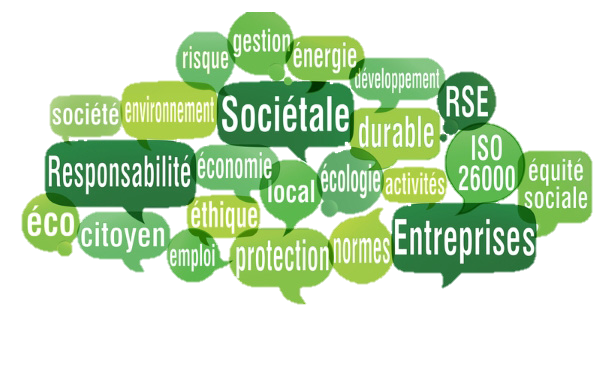 gestion
risque
énergie
développement
RSE
société
environnement
Sociétale
durable
ISO
26000
équité
sociale
Responsabilité
économie
local
écologie
activités
éco
citoyen
éthique
emploi
protection
normes
Entreprises